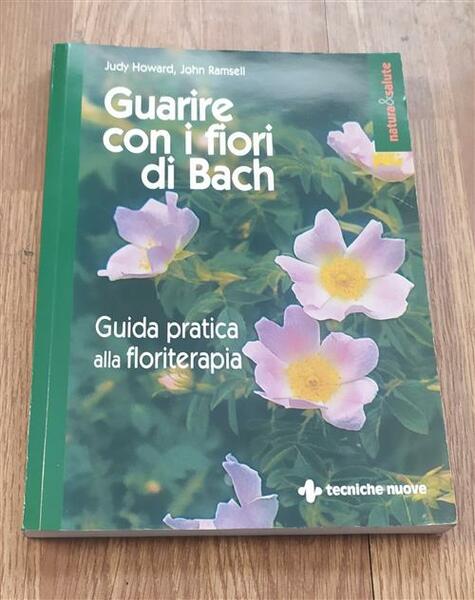 Judy Howard, John Ramsell
natura&salute
Guarire
con i fiori
di Bach
Guida pratica
alla floriterapia
tecniche nuove